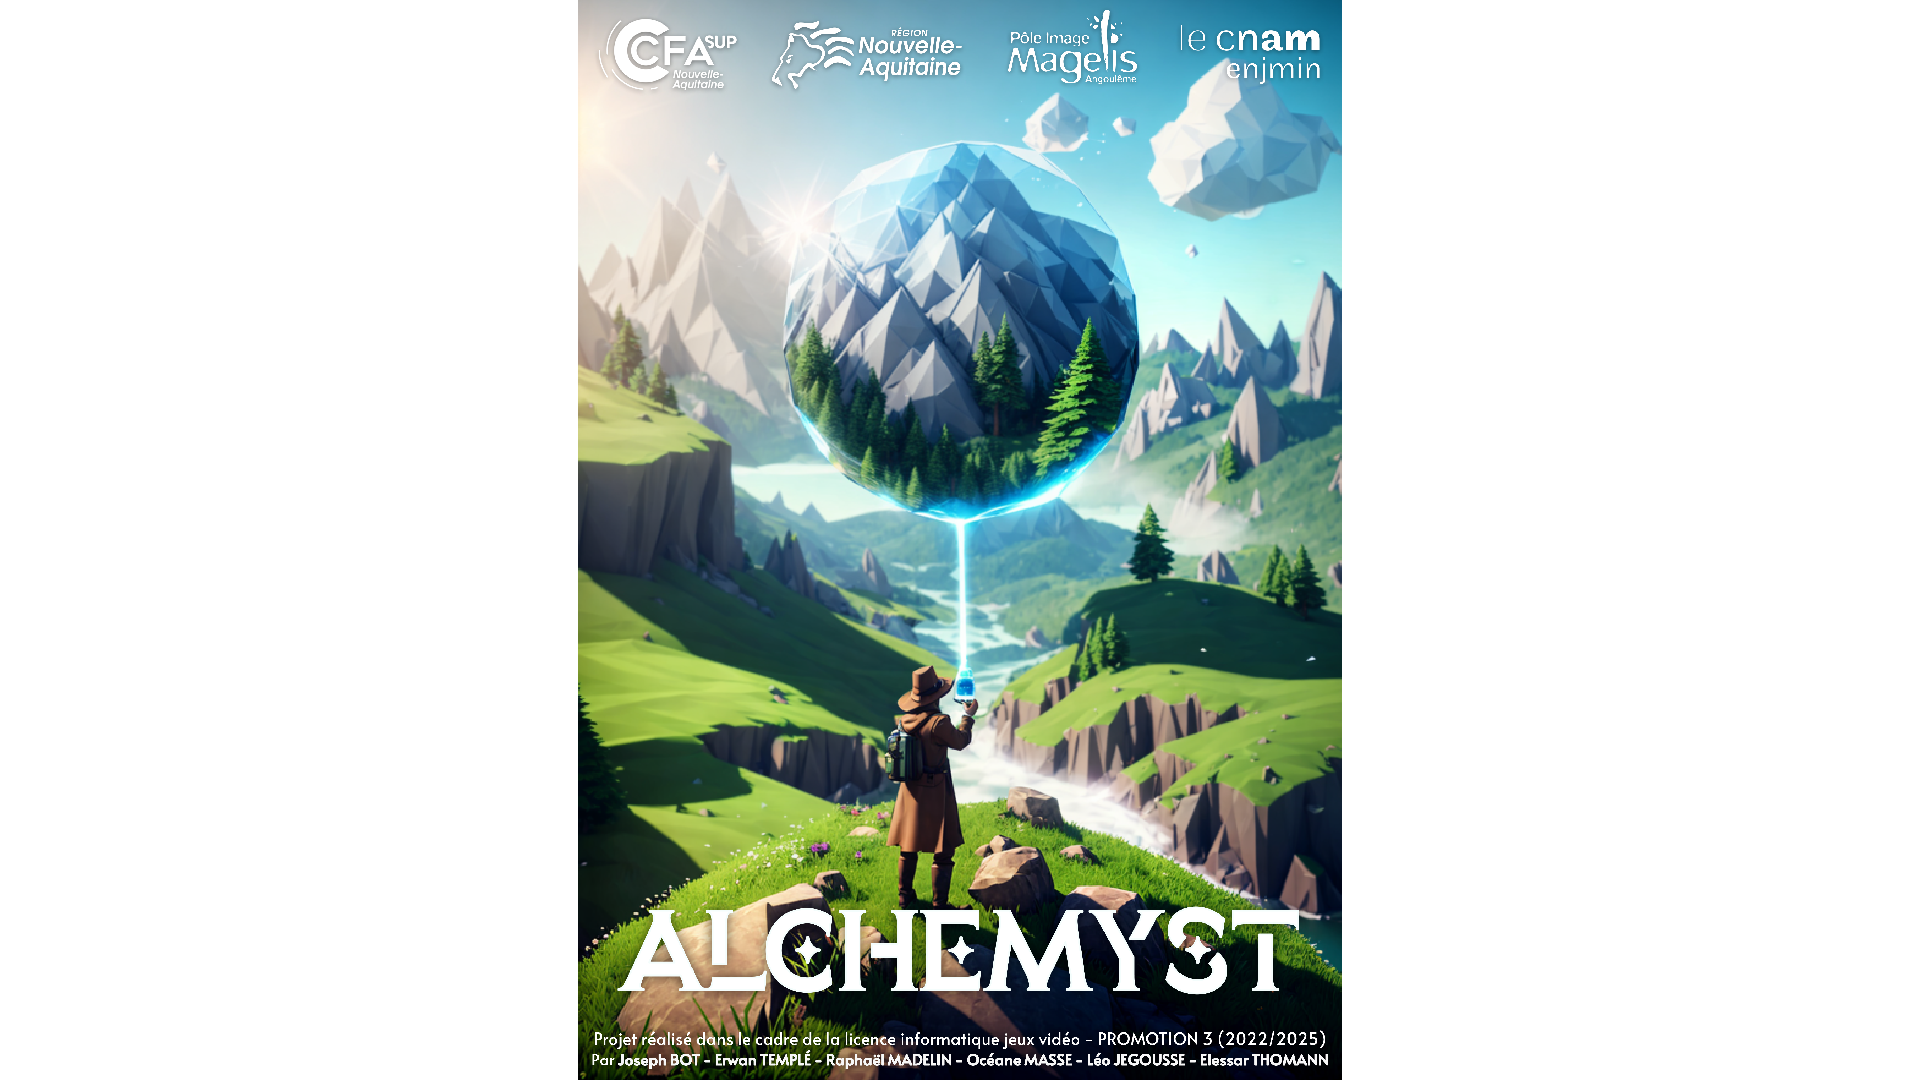 CFA SUP
Nouvelle-
Aquitaine
RÉGION
Nouvelle-
Aquitaine
Pôle Image
Magelis
Angoulême
le cnam
enjmin
ALCHEMYST
Projet réalisé dans le cadre de la licence informatique jeux vidéo - PROMOTION 3 (2022/2025)
Par Joseph BOT - Erwan TEMPLÉ - Raphaël MADELIN - Océane MASSE - Léo JEGOUSSE - Elessar THOMANN